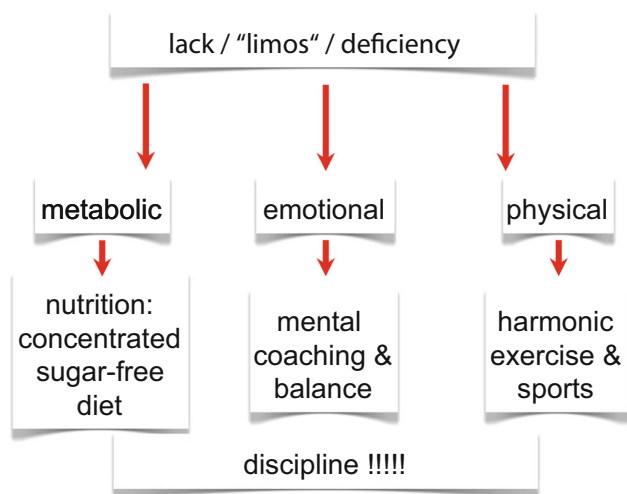 lack / “limos“ / deficiency
metabolic
emotional
physical
nutrition:
concentrated
sugar-free
diet
mental
coaching &
balance
harmonic
exercise &
sports
discipline !!!!!